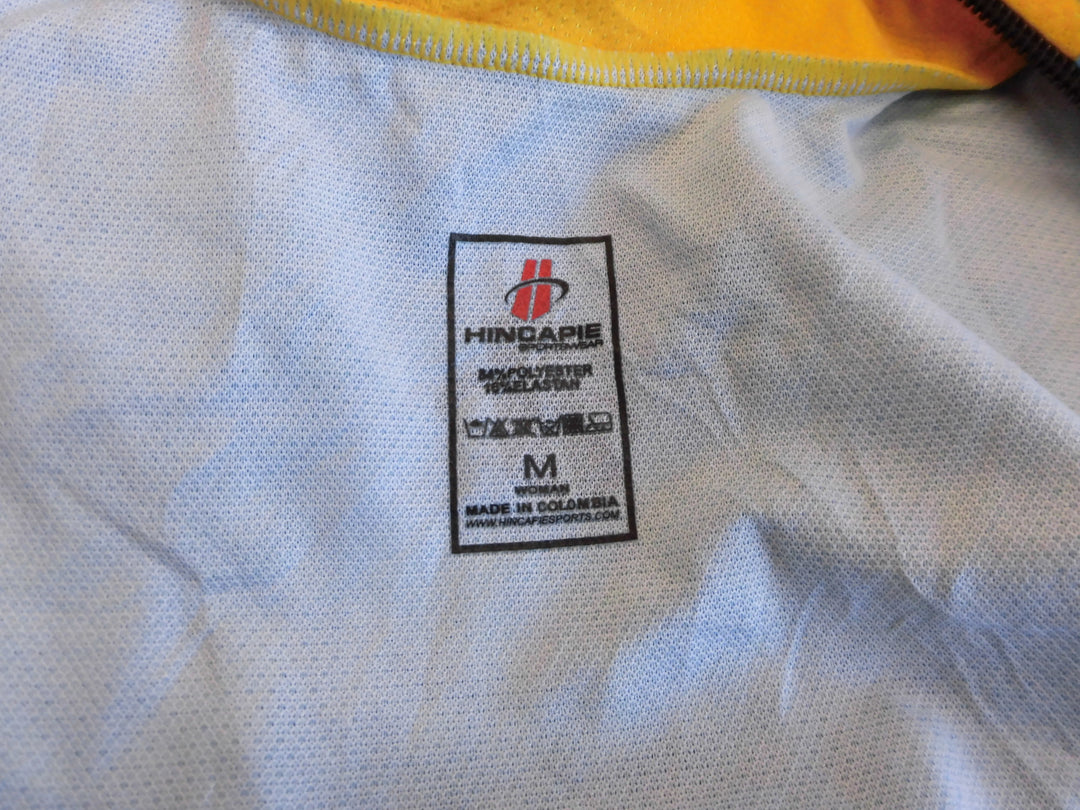 HINCAPIE
SPORTSWEAR
84%POLYESTER
16%ELASTAN
M
WOMAN
MADE IN COLOMBIA
WWW.HINCAPIESPORTS.COM